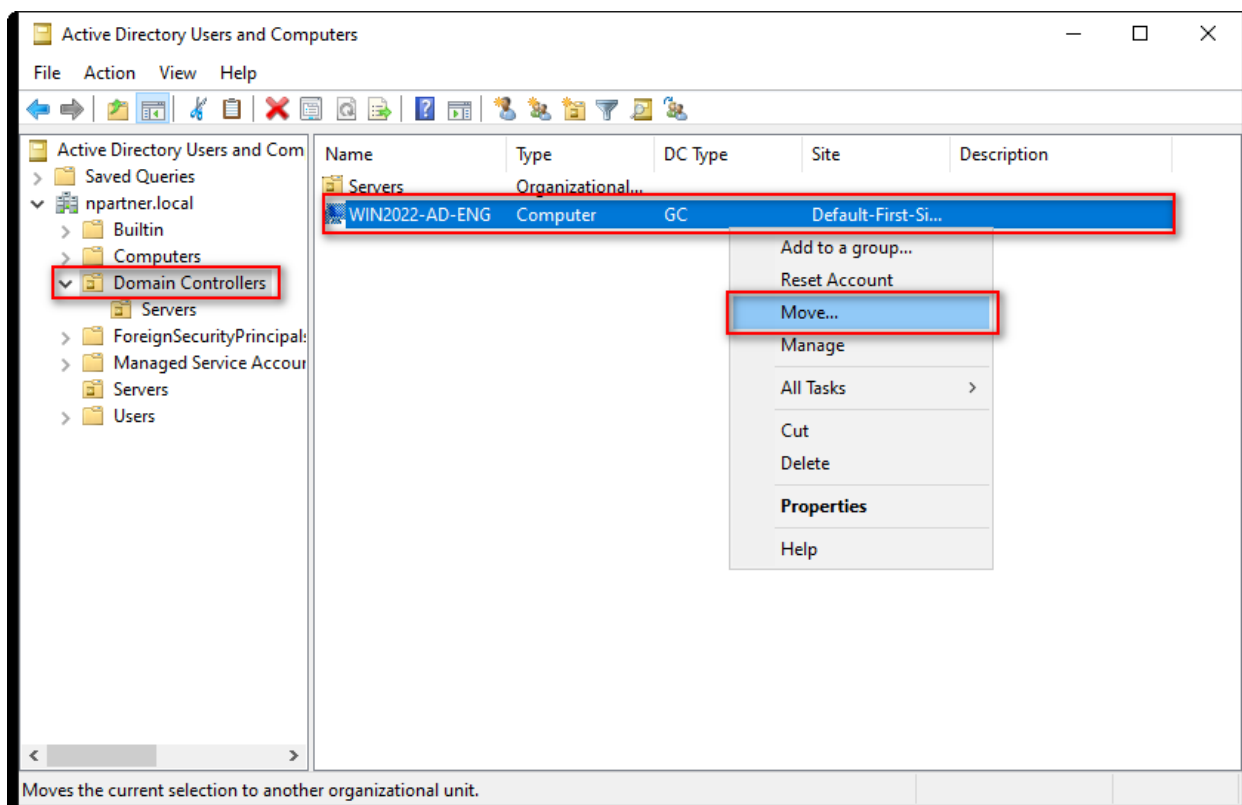 Active Directory Users and Computers
File Action View Help
Active Directory Users and Com
Saved Queries
npartner.local
Builtin
Computers
Domain Controllers
Servers
ForeignSecurityPrincipal
Managed Service Accour
Servers
Users
Name Type DC Type Site Description
Servers Organizational...
WIN2022-AD-ENG Computer GC Default-First-Si...
Add to a group...
Reset Account
Move...
Manage
All Tasks
Cut
Delete
Properties
Help
Moves the current selection to another organizational unit.